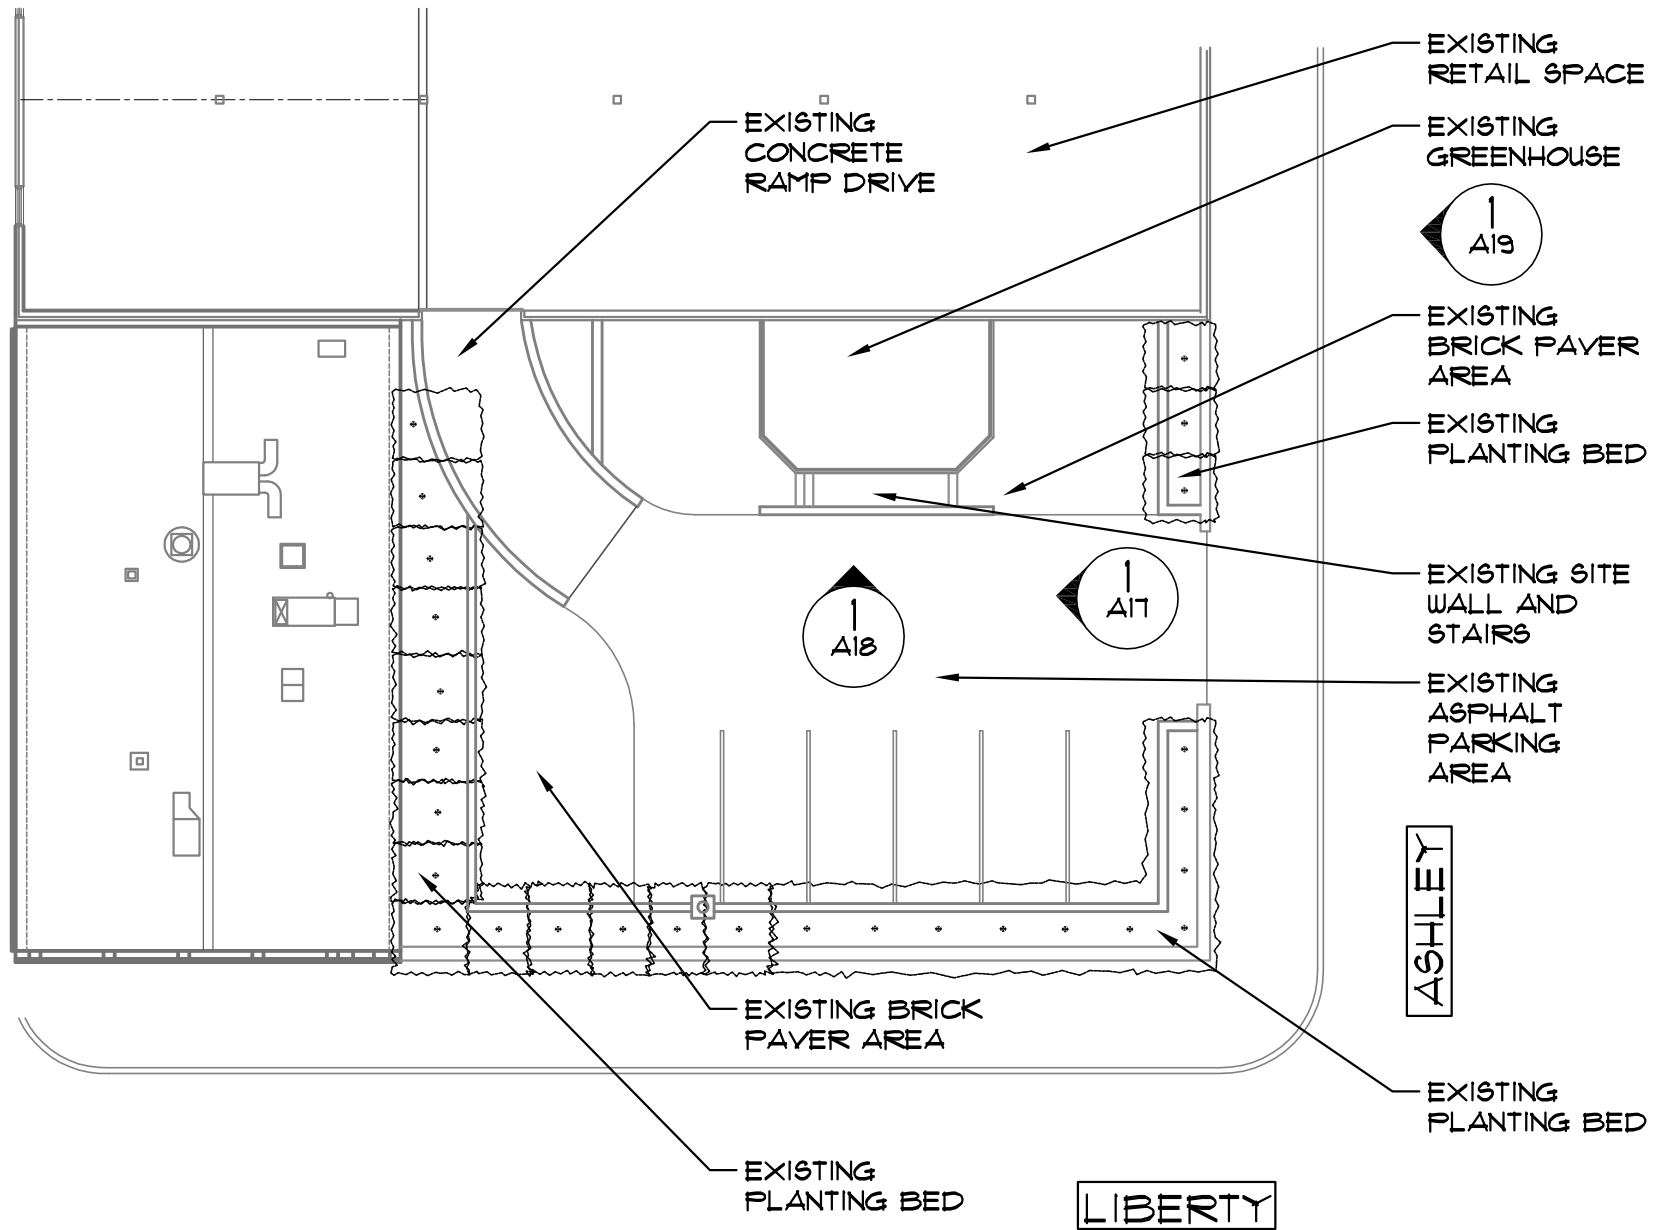 EXISTING
RETAIL SPACE
EXISTING
CONCRETE
RAMP DRIVE
EXISTING
GREENHOUSE
1
A19
EXISTING
BRICK PAVER
AREA
EXISTING
PLANTING BED
EXISTING SITE
WALL AND
STAIRS
1
A17
1
A18
EXISTING
ASPHALT
PARKING
AREA
ASHLEY
EXISTING BRICK
PAVER AREA
EXISTING
PLANTING BED
EXISTING
PLANTING BED
LIBERTY